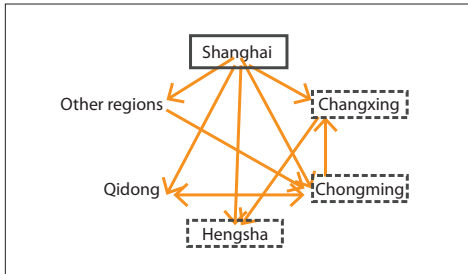 Shanghai
Other regions
Changxing
Qidong
Chongming
Hengsha